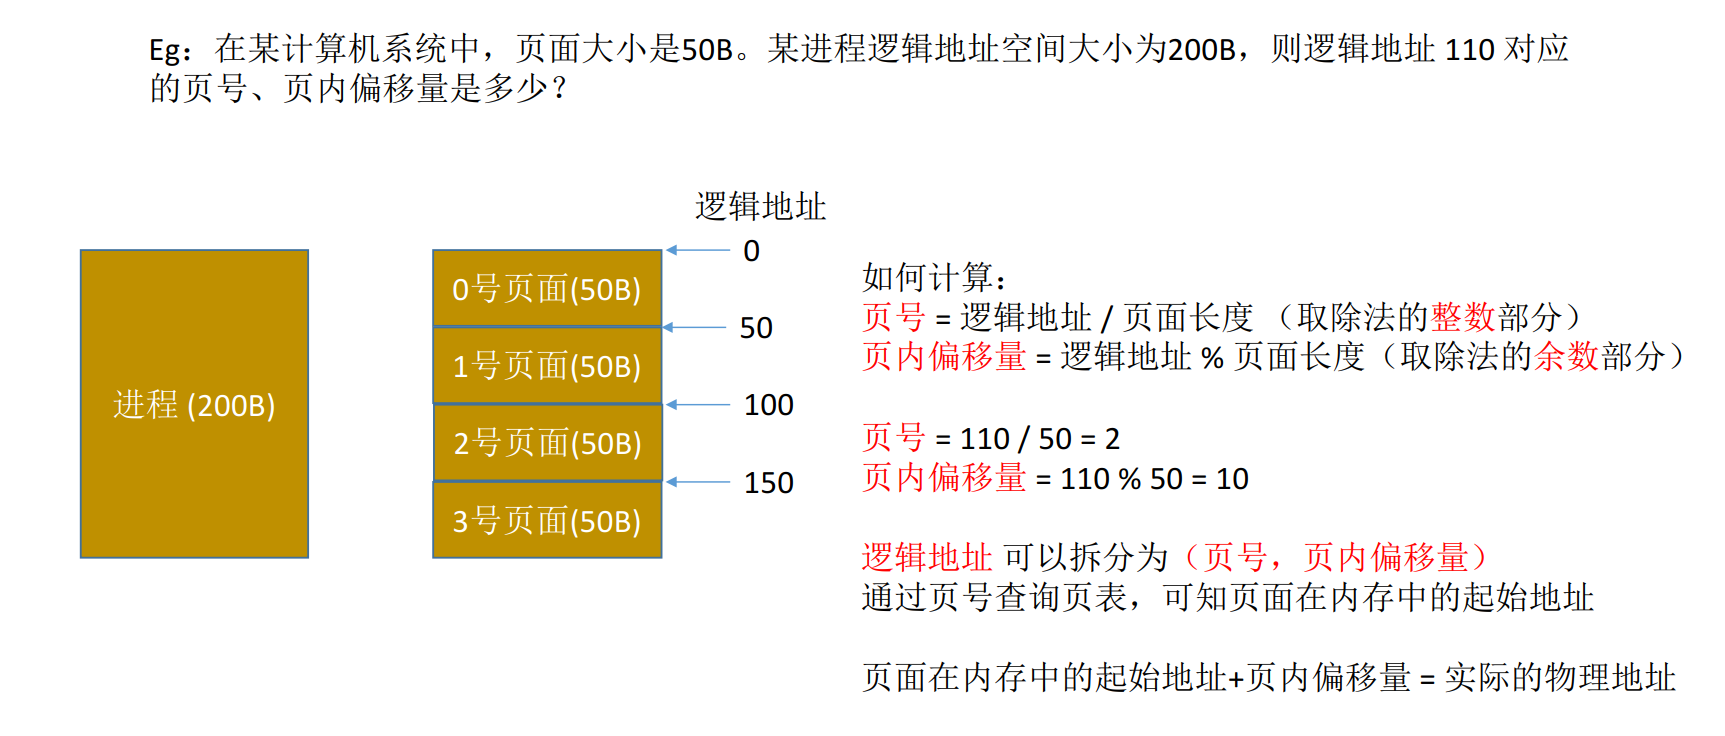 Eg：在某计算机系统中，页面大小是50B。某进程逻辑地址空间大小为200B，则逻辑地址 110 对应
的页号、页内偏移量是多少？
逻辑地址
0
50
100
150
进程 (200B)
0号页面(50B)
1号页面(50B)
2号页面(50B)
3号页面(50B)
如何计算：
页号 = 逻辑地址 / 页面长度 （取除法的整数部分）
页内偏移量 = 逻辑地址 % 页面长度（取除法的余数部分）
页号 = 110 / 50 = 2
页内偏移量 = 110 % 50 = 10
逻辑地址 可以拆分为（页号，页内偏移量）
通过页号查询页表，可知页面在内存中的起始地址
页面在内存中的起始地址+页内偏移量 = 实际的物理地址